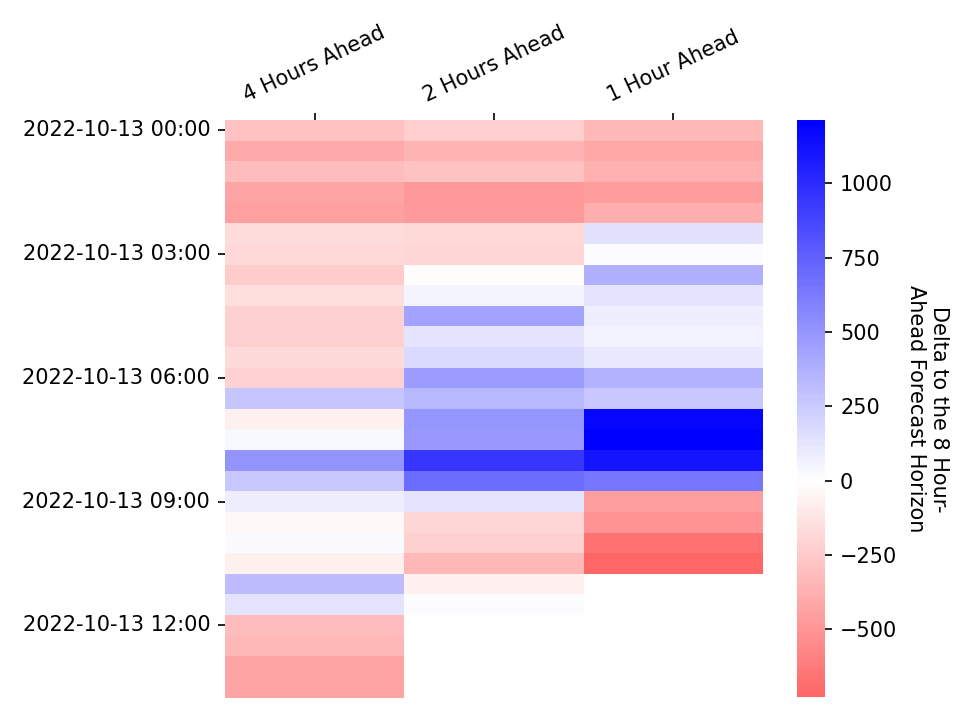 4 Hours Ahead
2 Hours Ahead
1 Hour Ahead
2022-10-13 00:00
2022-10-13 03:00
2022-10-13 06:00
2022-10-13 09:00
2022-10-13 12:00
1000
750
500
250
0
−250
−500
Delta to the 8 Hour-
Ahead Forecast Horizon